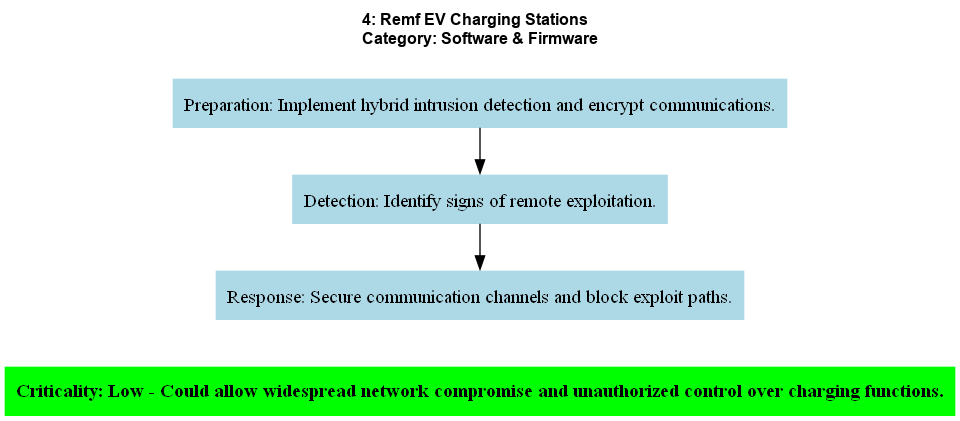 4: Remf EV Charging Stations
Category: Software & Firmware
Preparation: Implement hybrid intrusion detection and encrypt communications.
Detection: Identify signs of remote exploitation.
Response: Secure communication channels and block exploit paths.
Criticality: Low - Could allow widespread network compromise and unauthorized control over charging functions.